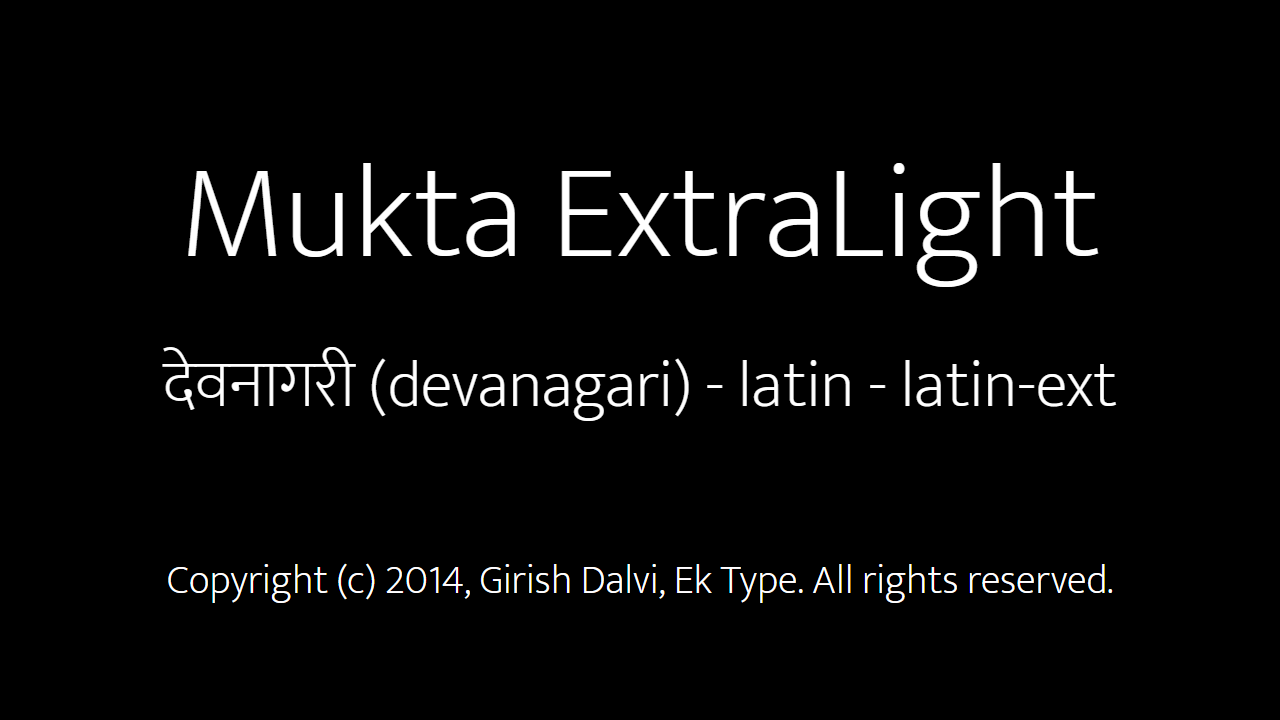 Mukta ExtraLight
देवनागरी (devanagari) - latin - latin-ext
Copyright (c) 2014, Girish Dalvi, Ek Type. All rights reserved.